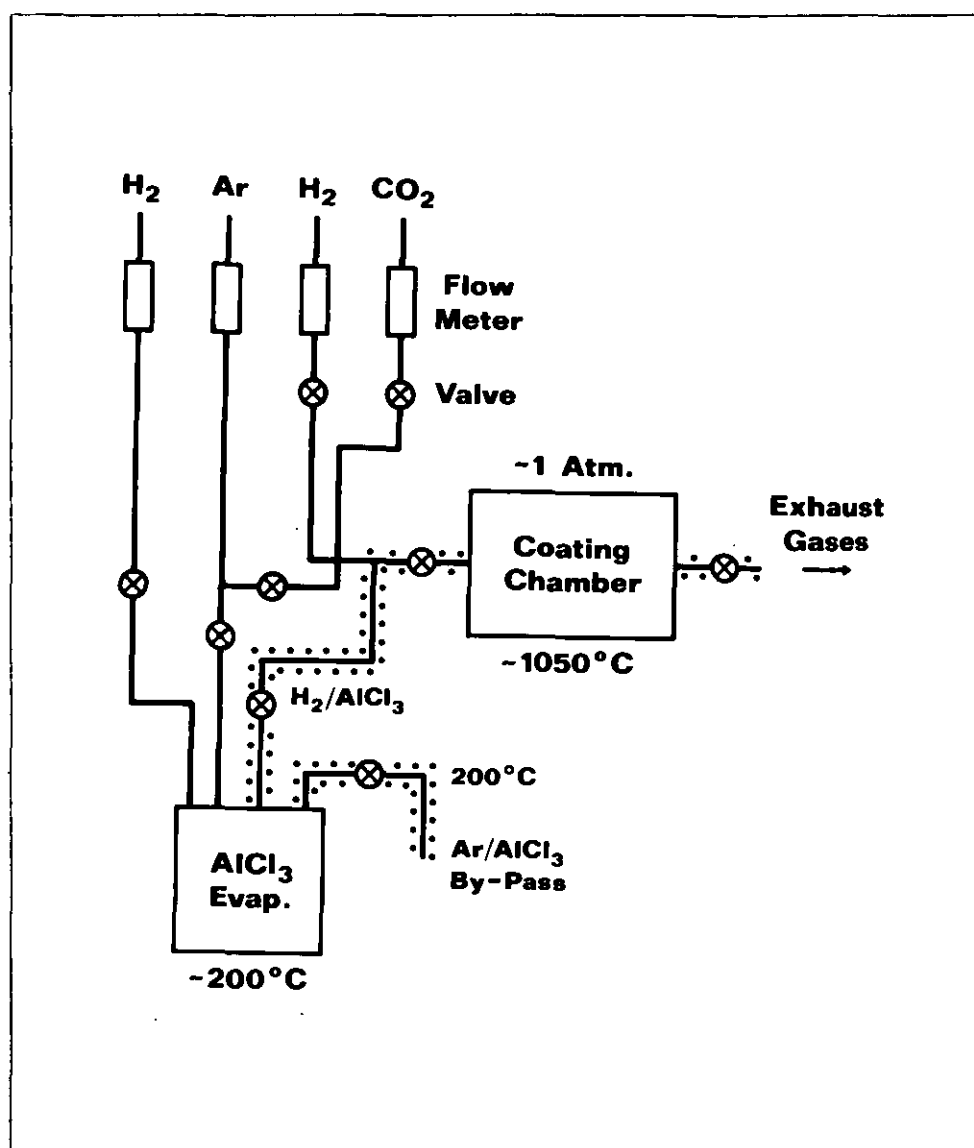 H₂ Ar H₂ CO₂
Flow
Meter
Valve
~1 Atm.
Coating
Chamber
Exhaust
Gases
~1050°C
H₂/AlCl₃
200°C
Ar/AlCl₃
By-Pass
AlCl₃
Evap.
~200°C